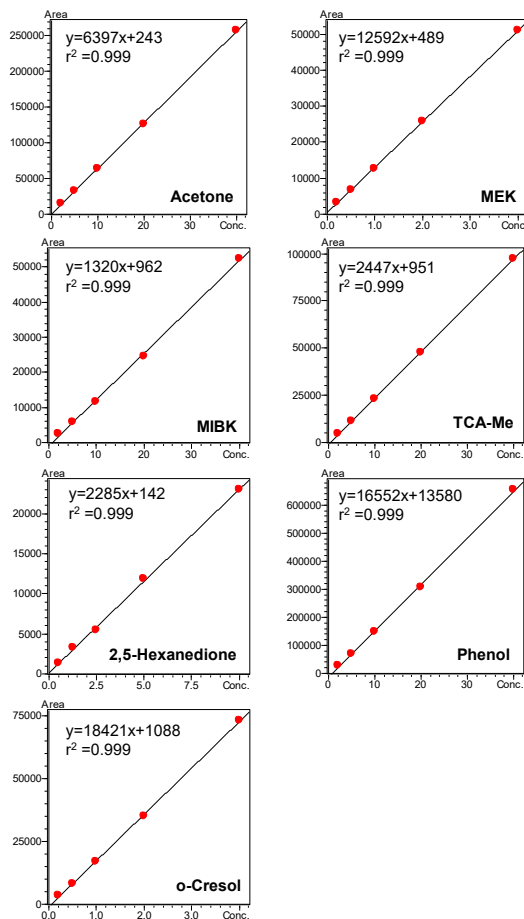 Area
250000
200000
150000
100000
50000
0
0 10 20 30 Conc.
y=6397x+243
r² =0.999
Acetone
Area
50000
40000
30000
20000
10000
0
0.0 1.0 2.0 3.0 Conc.
y=12592x+489
r² =0.999
MEK
Area
50000
40000
30000
20000
10000
0
0 10 20 30 Conc.
y=1320x+962
r² =0.999
MIBK
Area
100000
75000
50000
25000
0
0.0 10 20 30 Conc.
y=2447x+951
r² =0.999
TCA-Me
Area
20000
15000
10000
5000
0
0.0 2.5 5.0 7.5 Conc.
y=2285x+142
r² =0.999
2,5-Hexanedione
Area
600000
500000
400000
300000
200000
100000
0
0 10 20 30 Conc.
y=16552x+13580
r² =0.999
Phenol
Area
75000
50000
25000
0
0.0 1.0 2.0 3.0 Conc.
y=18421x+1088
r² =0.999
o-Cresol